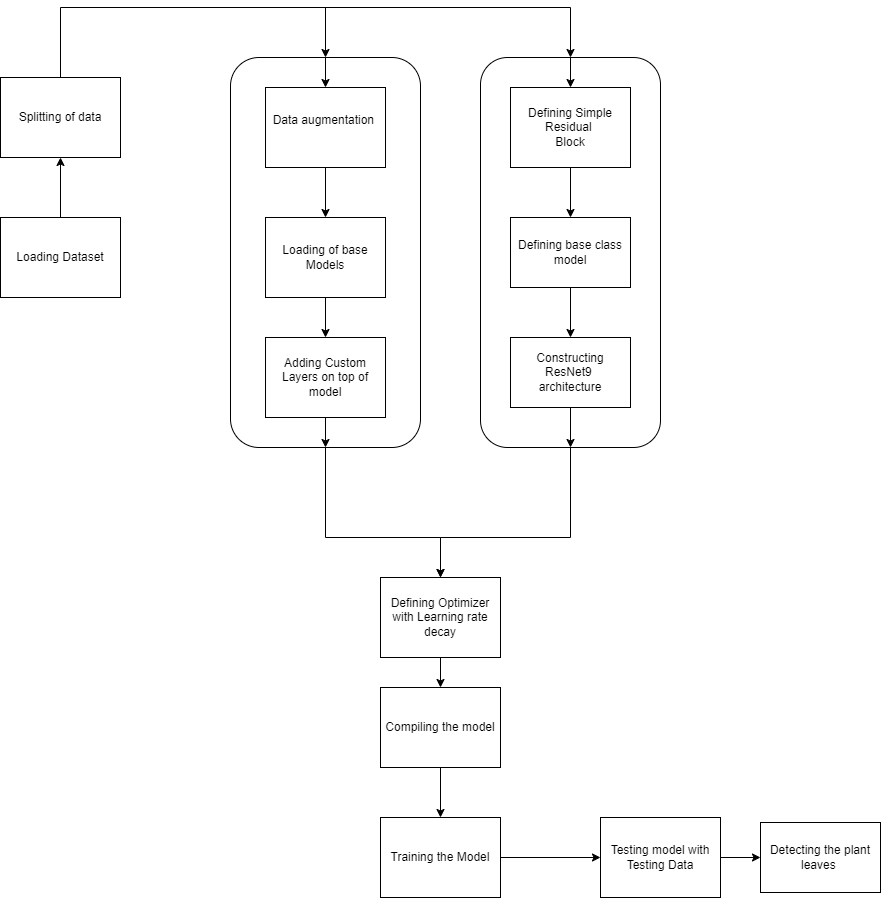 Splitting of data
Loading Dataset
Data augmentation
Loading of base
Models
Adding Custom
Layers on top of
model
Defining Simple
Residual
Block
Defining base class
model
Constructing
ResNet9
architecture
Defining Optimizer
with Learning rate
decay
Compiling the model
Training the Model
Testing model with
Testing Data
Detecting the plant
leaves